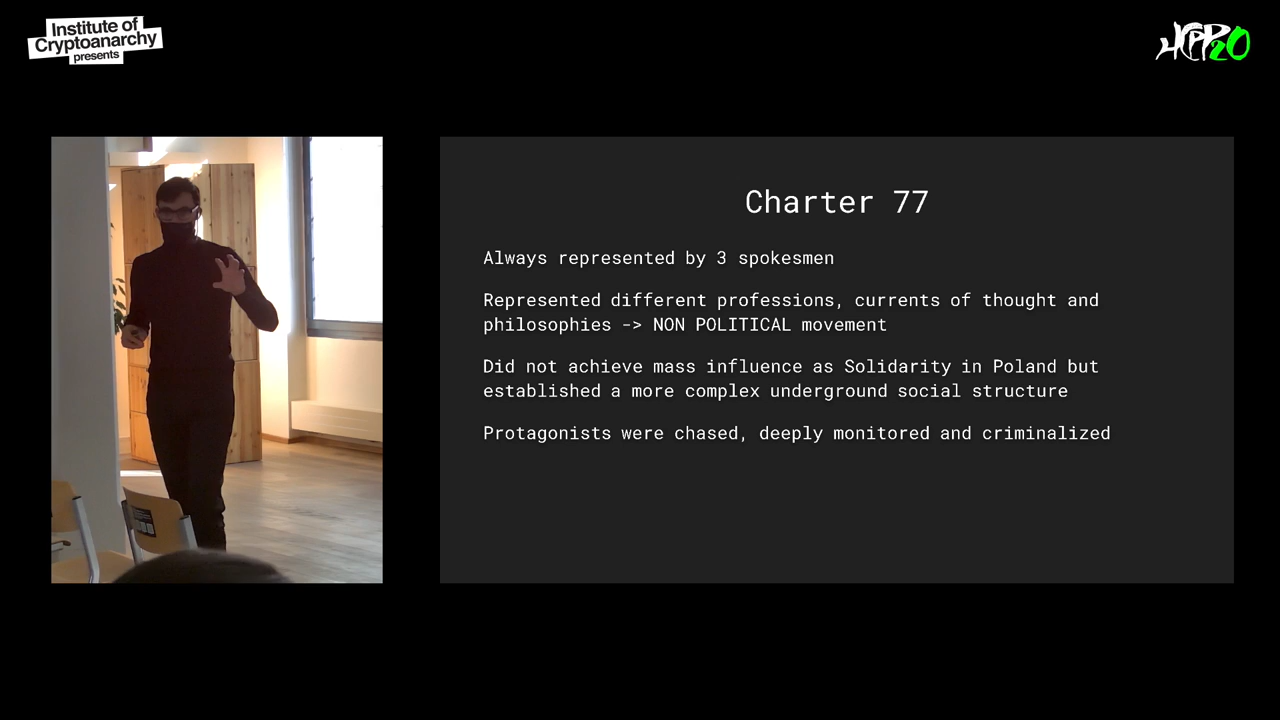 Institute of
Cryptoanarchy
presents
HCPP20
Charter 77
Always represented by 3 spokesmen
Represented different professions, currents of thought and
philosophies -> NON POLITICAL movement
Did not achieve mass influence as Solidarity in Poland but
established a more complex underground social structure
Protagonists were chased, deeply monitored and criminalized